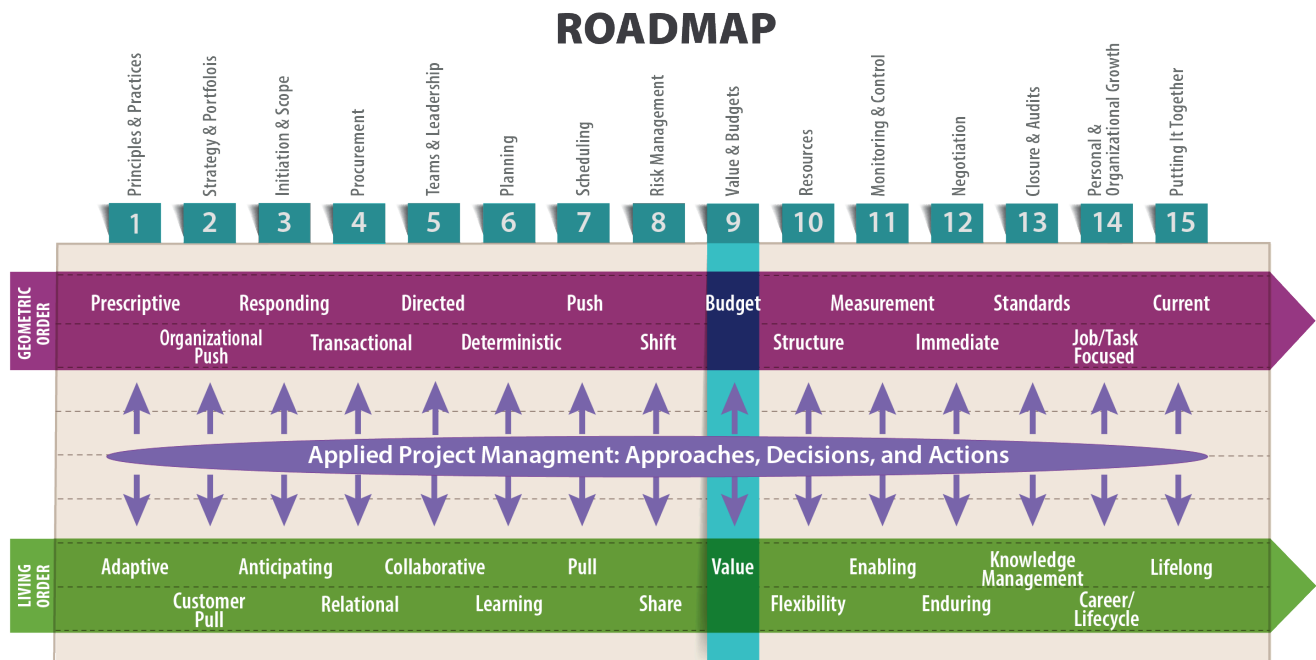 ROADMAP
Principles & Practices
Strategy & Portfolois
Initiation & Scope
Procurement
Teams & Leadership
Planning
Scheduling
Risk Management
Value & Budgets
Resources
Monitoring & Control
Negotiation
Closure & Audits
Personal &
Organizational Growth
Putting It Together
1 2 3 4 5 6 7 8 9 10 11 12 13 14 15
GEOMETRIC
ORDER
Prescriptive Responding Directed Push Budget Measurement Standards Current
Organizational
Push
Transactional Deterministic Shift Structure Immediate
Job/Task
Focused
Applied Project Managment: Approaches, Decisions, and Actions
LIVING
ORDER
Adaptive Anticipating Collaborative Pull Value Enabling
Knowledge
Management
Lifelong
Customer
Pull
Relational Learning Share Flexibility Enduring
Career/
Lifecycle